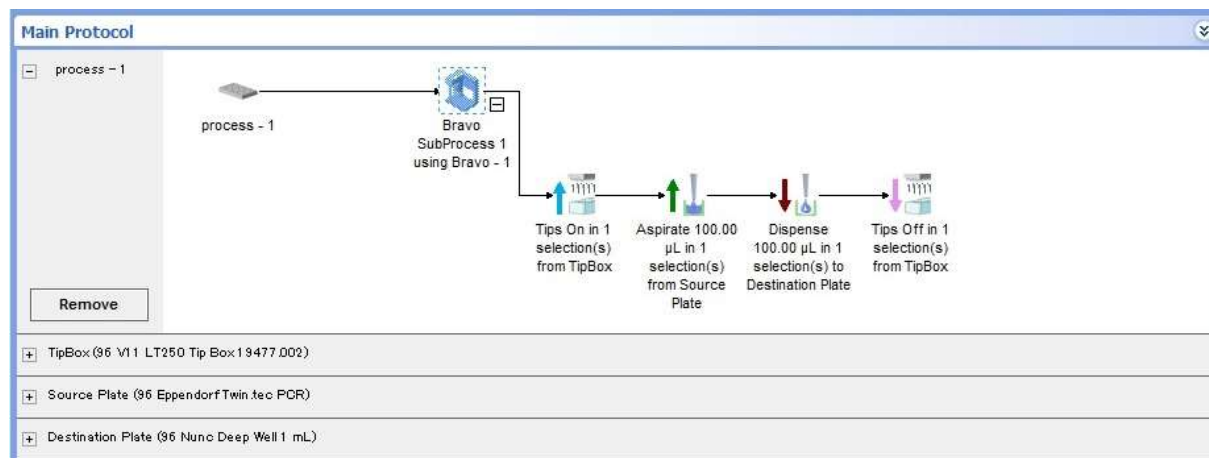 Main Protocol
process - 1
process - 1
Bravo
SubProcess 1
using Bravo - 1
Tips On in 1
selection(s)
from TipBox
Aspirate 100.00
µL in 1
selection(s)
from Source
Plate
Dispense
100.00 µL in 1
selection(s) to
Destination Plate
Tips Off in 1
selection(s)
from TipBox
Remove
TipBox (96 V11 LT250 Tip Box 19477.002)
Source Plate (96 Eppendorf Twin.tec PCR)
Destination Plate (96 Nunc Deep Well 1 mL)